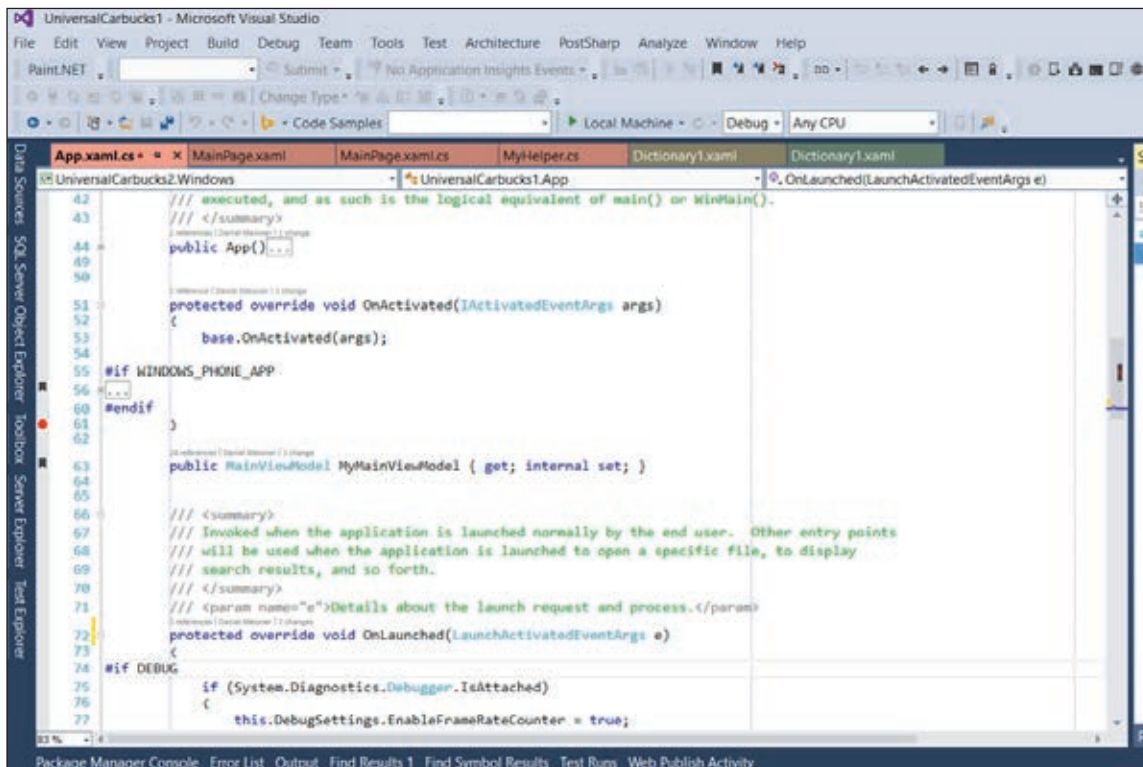 UniversalCarbucks1 - Microsoft Visual Studio
File Edit View Project Build Debug Team Tools Test Architecture PostSharp Analyze Window Help
Paint.NET Submit No Application Insights Events
Change Type
Code Samples Local Machine Debug Any CPU
App.xaml.cs MainPage.xaml MainPage.xaml.cs MyHelper.cs Dictionary1.xaml Dictionary1.xaml
UniversalCarbucks2.Windows UniversalCarbucks1.App OnLaunched(LaunchActivatedEventArgs e)
Data Sources
SQL Server Object Explorer
Toolbox
Server Explorer
Test Explorer
42 /// executed, and as such is the logical equivalent of main() or WinMain().
43 /// </summary>
44 public App()...
49
50
51 protected override void OnActivated(IActivatedEventArgs args)
52 {
53 base.OnActivated(args);
54
55 #if WINDOWS_PHONE_APP
56 ...
60 #endif
61 }
62
63 public MainViewModel MyMainViewModel { get; internal set; }
64
65
66 /// <summary>
67 /// Invoked when the application is launched normally by the end user. Other entry points
68 /// will be used when the application is launched to open a specific file, to display
69 /// search results, and so forth.
70 /// </summary>
71 /// <param name="e">Details about the launch request and process.</param>
72 protected override void OnLaunched(LaunchActivatedEventArgs e)
73 {
74 #if DEBUG
75 if (System.Diagnostics.Debugger.IsAttached)
76 {
77 this.DebugSettings.EnableFrameRateCounter = true;
83 %
Package Manager Console Error List Output Find Results 1 Find Symbol Results Test Runs Web Publish Activity